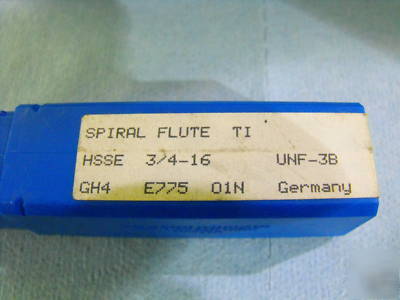 SPIRAL FLUTE TI
HSSE 3/4-16 UNF-3B
GH4 E775 01N Germany